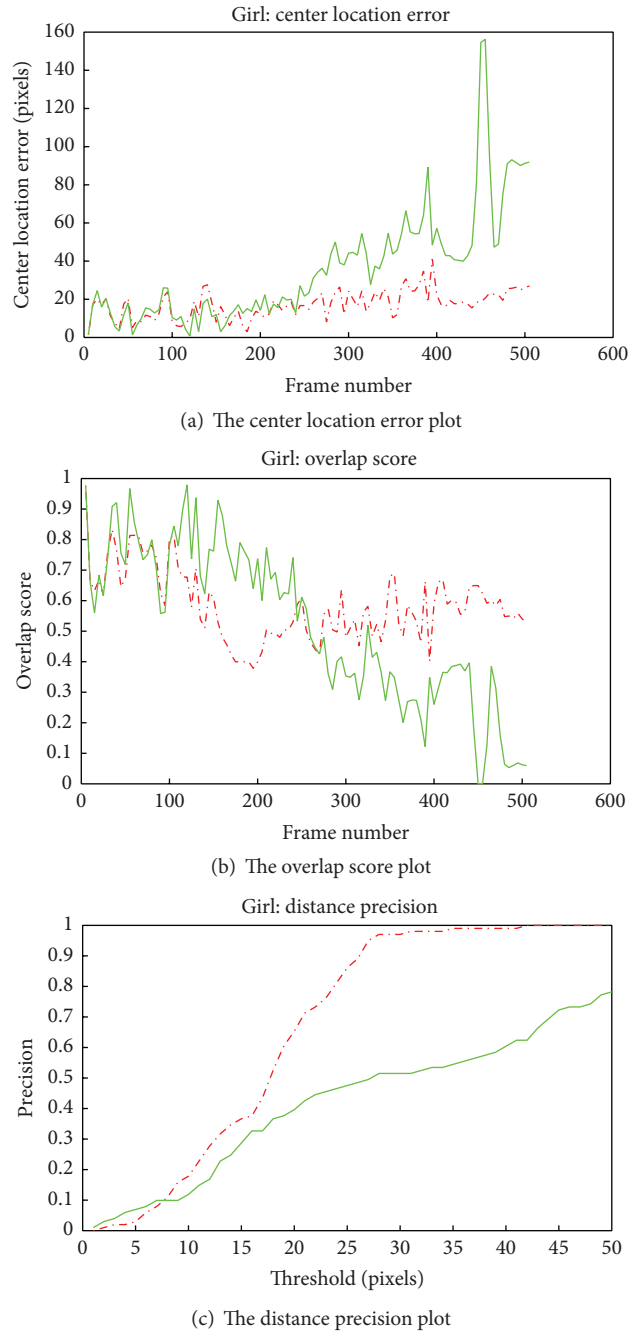 Girl: center location error
160
140
120
100
80
60
40
20
0
Center location error (pixels)
0 100 200 300 400 500 600
Frame number
(a) The center location error plot
Girl: overlap score
1
0.9
0.8
0.7
0.6
0.5
0.4
0.3
0.2
0.1
0
Overlap score
0 100 200 300 400 500 600
Frame number
(b) The overlap score plot
Girl: distance precision
1
0.9
0.8
0.7
0.6
0.5
0.4
0.3
0.2
0.1
0
Precision
0 5 10 15 20 25 30 35 40 45 50
Threshold (pixels)
(c) The distance precision plot